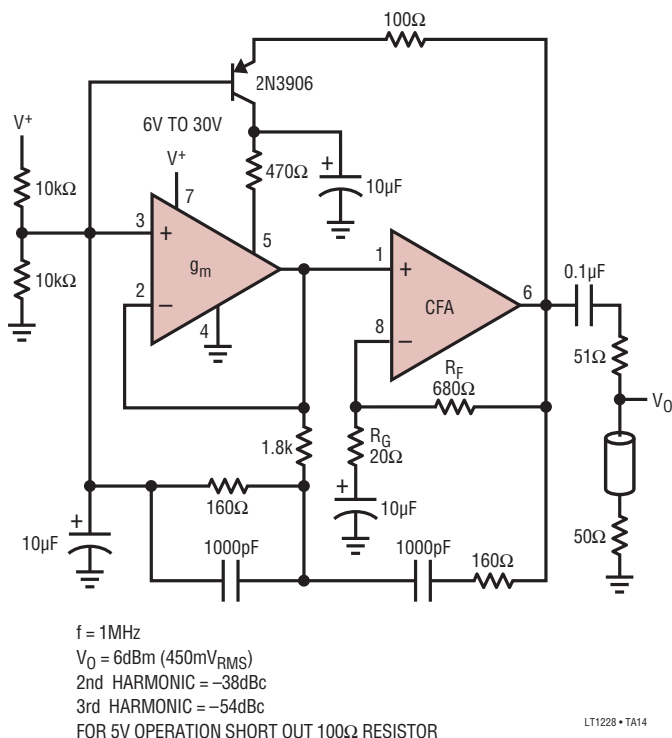 100Ω
2N3906
6V TO 30V
V+
V+
10kΩ
470Ω
10µF
7
3
+
gm
5
1
+
6
0.1µF
10kΩ
2
–
4
CFA
8
–
51Ω
RF
680Ω
VO
1.8k
RG
20Ω
160Ω
10µF
50Ω
10µF
1000pF
1000pF
160Ω
f = 1MHz
VO = 6dBm (450mVRMS)
2nd HARMONIC = –38dBc
3rd HARMONIC = –54dBc
FOR 5V OPERATION SHORT OUT 100Ω RESISTOR
LT1228 • TA14